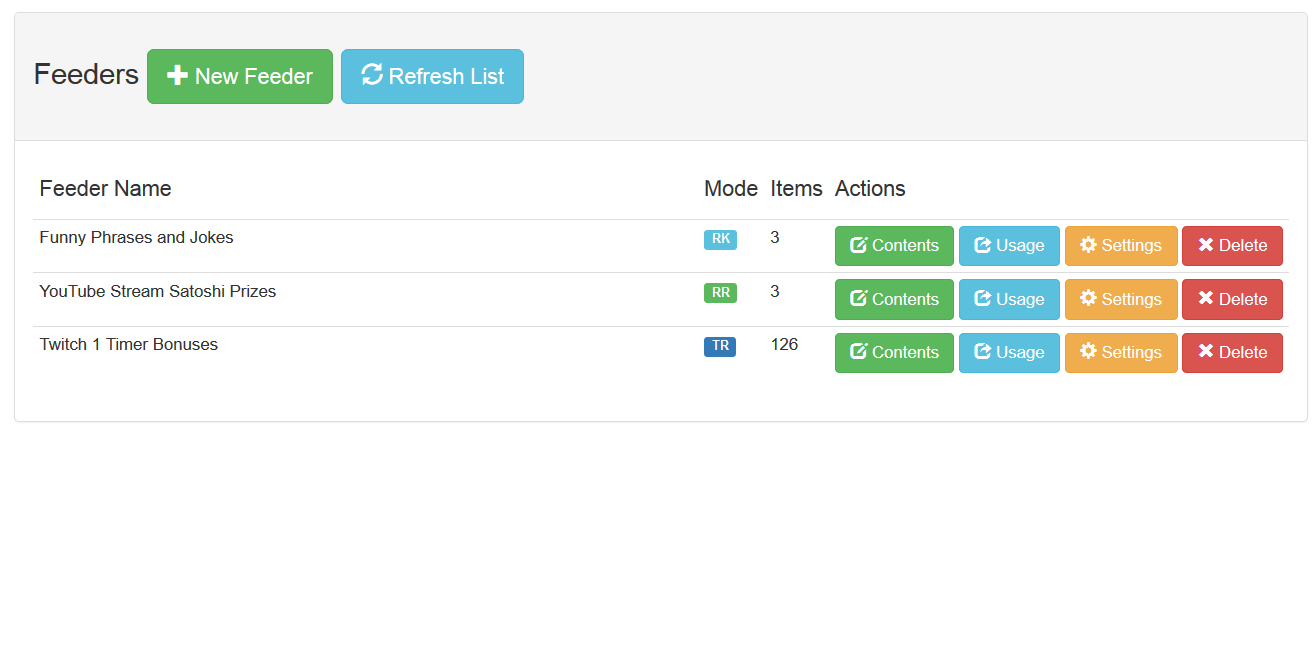 Feeders New Feeder Refresh List
Feeder Name Mode Items Actions
Funny Phrases and Jokes RK 3 Contents Usage Settings Delete
YouTube Stream Satoshi Prizes RR 3 Contents Usage Settings Delete
Twitch 1 Timer Bonuses TR 126 Contents Usage Settings Delete